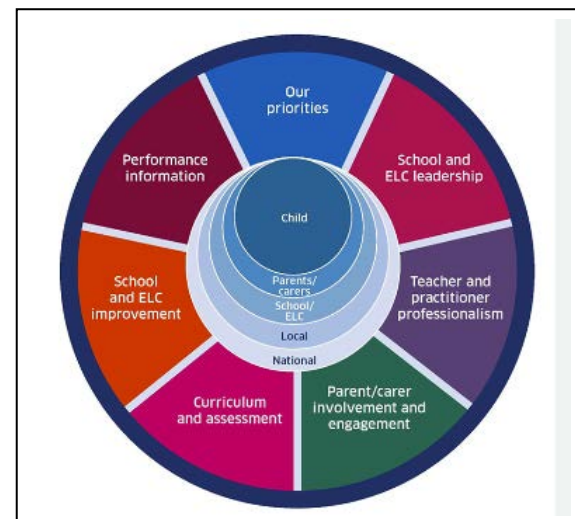 Our
priorities
School and
ELC leadership
Teacher and
practitioner
professionalism
Parent/carer
involvement and
engagement
Curriculum
and assessment
School
and ELC
improvement
Performance
information
Child
Parents/
carers
School/
ELC
Local
National